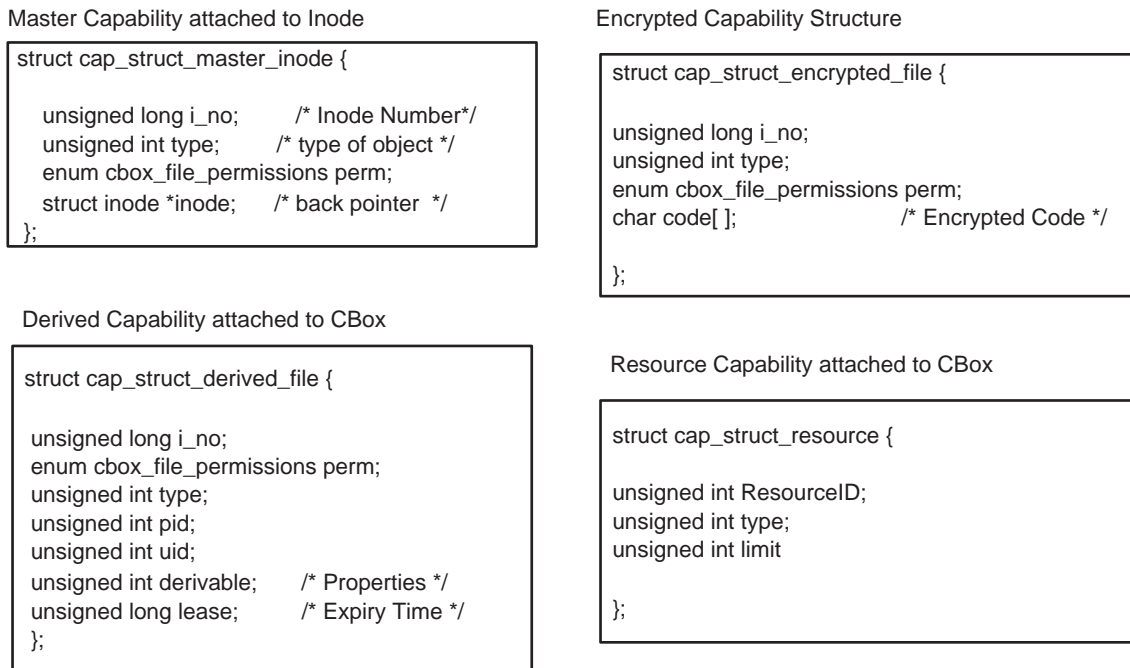 Master Capability attached to Inode
struct cap_struct_master_inode {
unsigned long i_no; /* Inode Number*/
unsigned int type; /* type of object */
enum cbox_file_permissions perm;
struct inode *inode; /* back pointer */
};
Encrypted Capability Structure
struct cap_struct_encrypted_file {
unsigned long i_no;
unsigned int type;
enum cbox_file_permissions perm;
char code[ ]; /* Encrypted Code */
};
Derived Capability attached to CBox
struct cap_struct_derived_file {
unsigned long i_no;
enum cbox_file_permissions perm;
unsigned int type;
unsigned int pid;
unsigned int uid;
unsigned int derivable; /* Properties */
unsigned long lease; /* Expiry Time */
};
Resource Capability attached to CBox
struct cap_struct_resource {
unsigned int ResourceID;
unsigned int type;
unsigned int limit
};